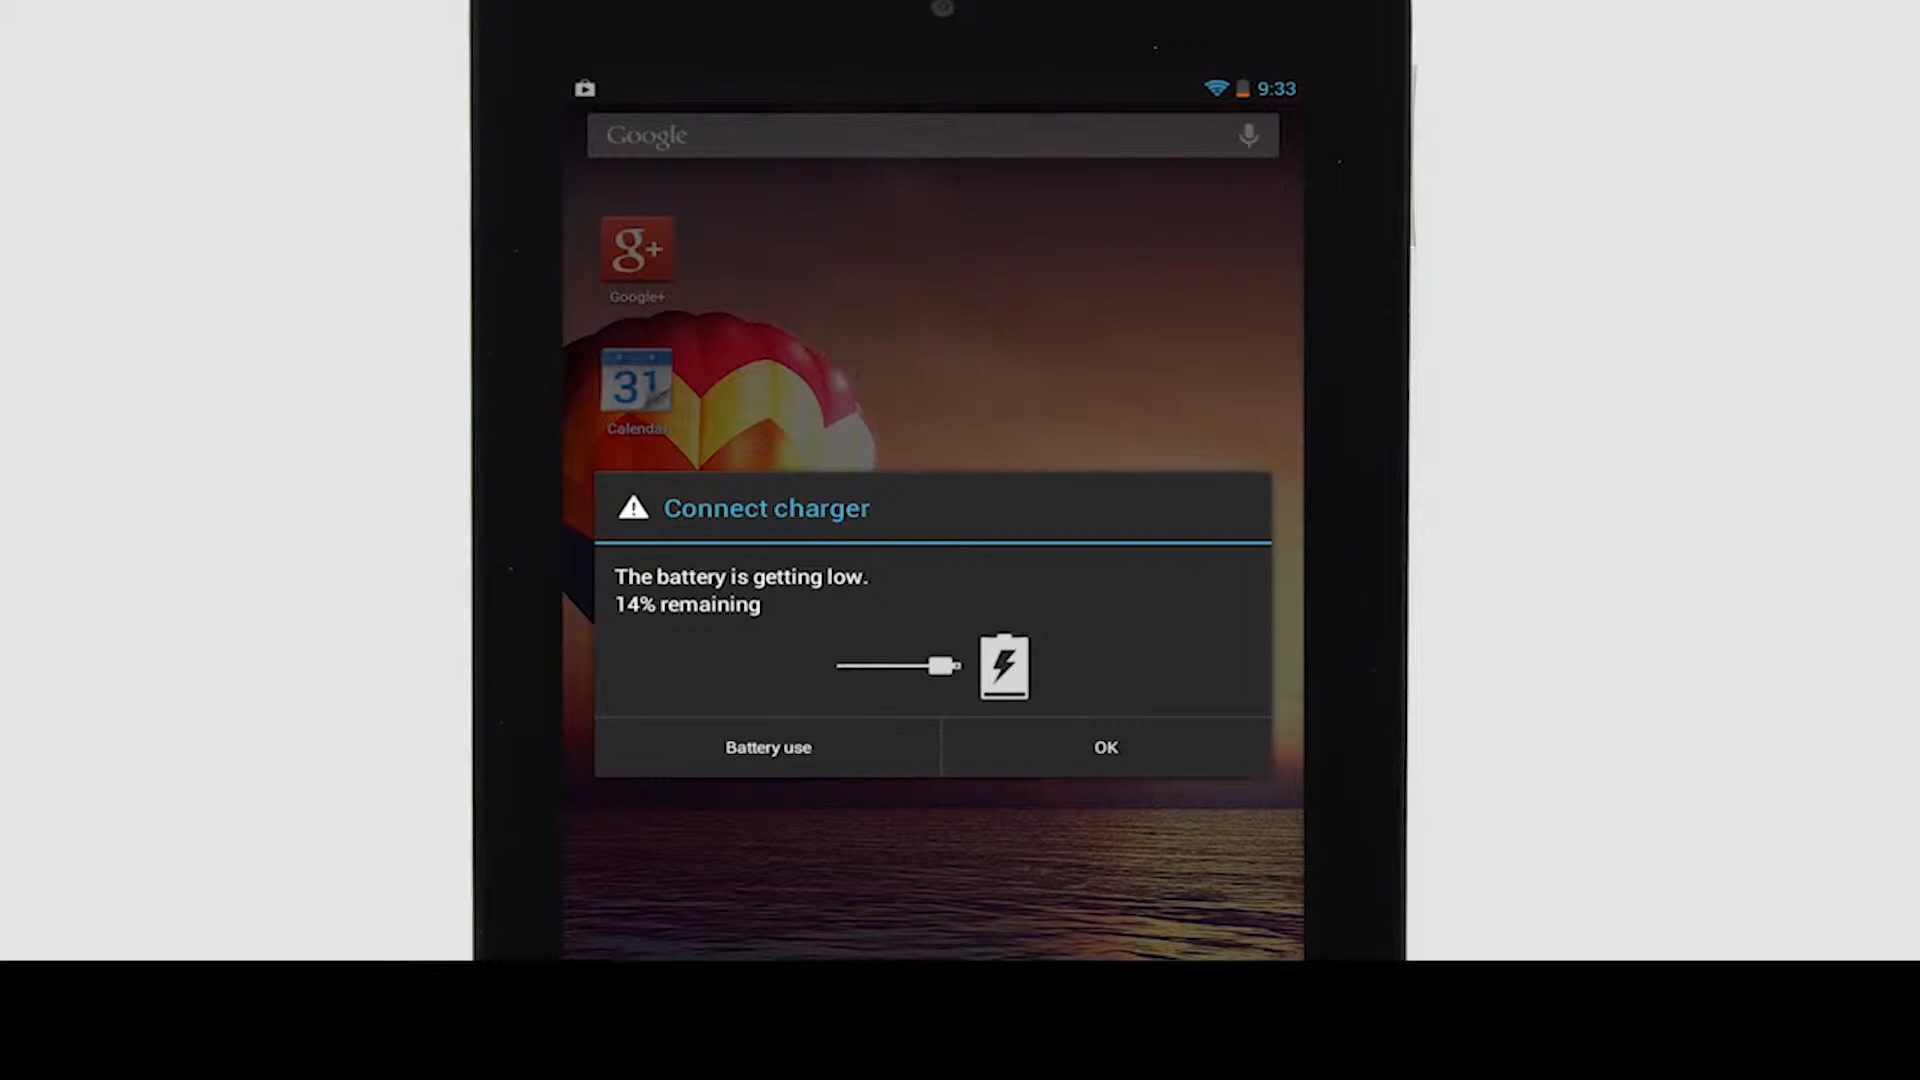 9:33
Google
g+
Google+
31
Calendar
Connect charger
The battery is getting low.
14% remaining
Battery use
OK